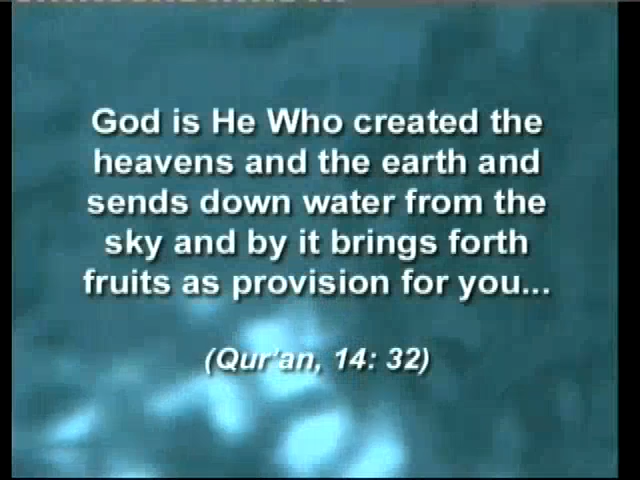 God is He Who created the
heavens and the earth and
sends down water from the
sky and by it brings forth
fruits as provision for you...
(Qur'an, 14: 32)